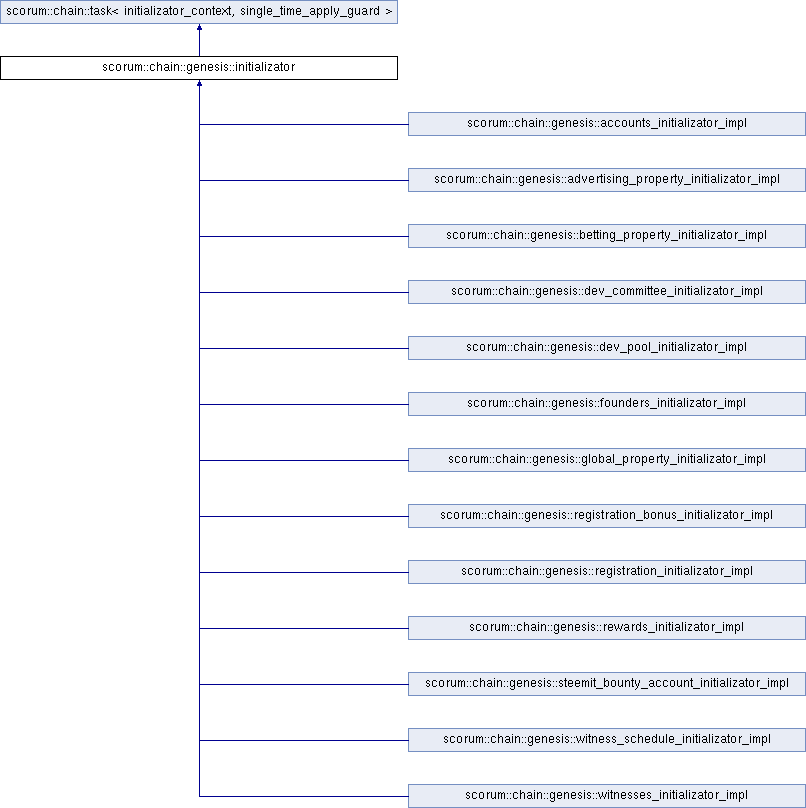 scorum::chain::task< initializator_context, single_time_apply_guard >
scorum::chain::genesis::initializator
scorum::chain::genesis::accounts_initializator_impl
scorum::chain::genesis::advertising_property_initializator_impl
scorum::chain::genesis::betting_property_initializator_impl
scorum::chain::genesis::dev_committee_initializator_impl
scorum::chain::genesis::dev_pool_initializator_impl
scorum::chain::genesis::founders_initializator_impl
scorum::chain::genesis::global_property_initializator_impl
scorum::chain::genesis::registration_bonus_initializator_impl
scorum::chain::genesis::registration_initializator_impl
scorum::chain::genesis::rewards_initializator_impl
scorum::chain::genesis::steemit_bounty_account_initializator_impl
scorum::chain::genesis::witness_schedule_initializator_impl
scorum::chain::genesis::witnesses_initializator_impl